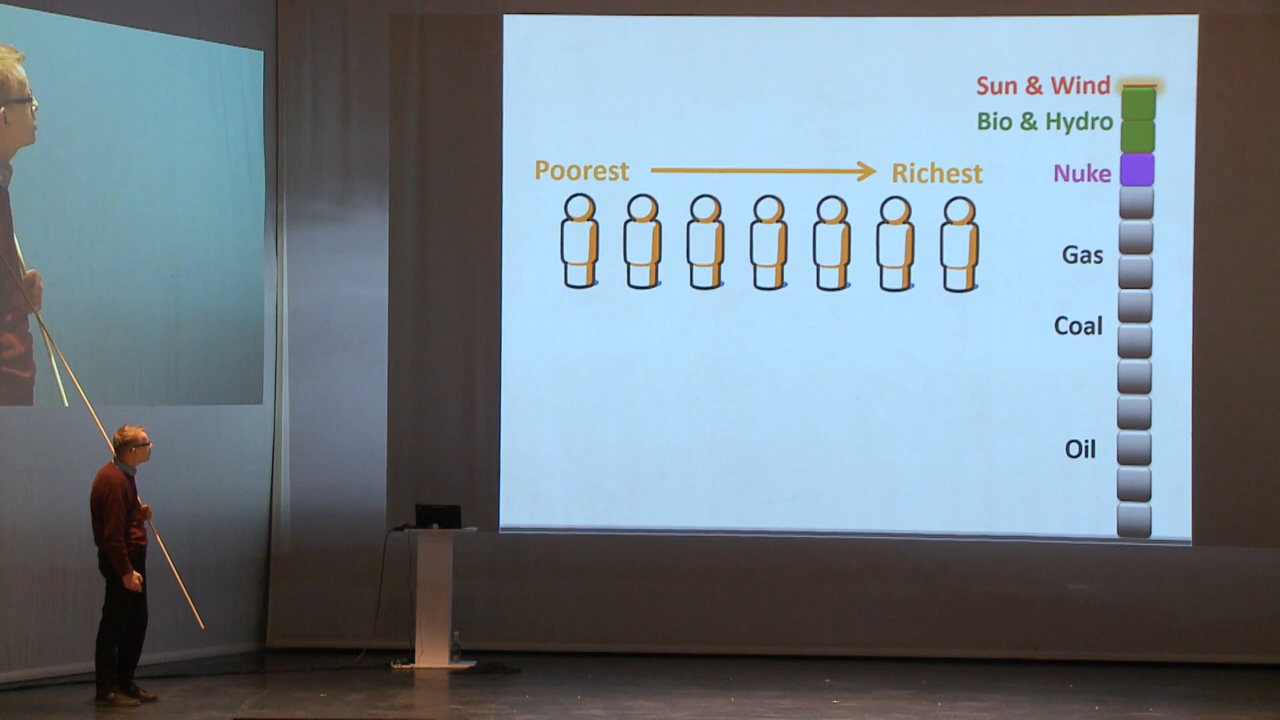 Sun & Wind
Bio & Hydro
Poorest
Richest
Nuke
Gas
Coal
Oil